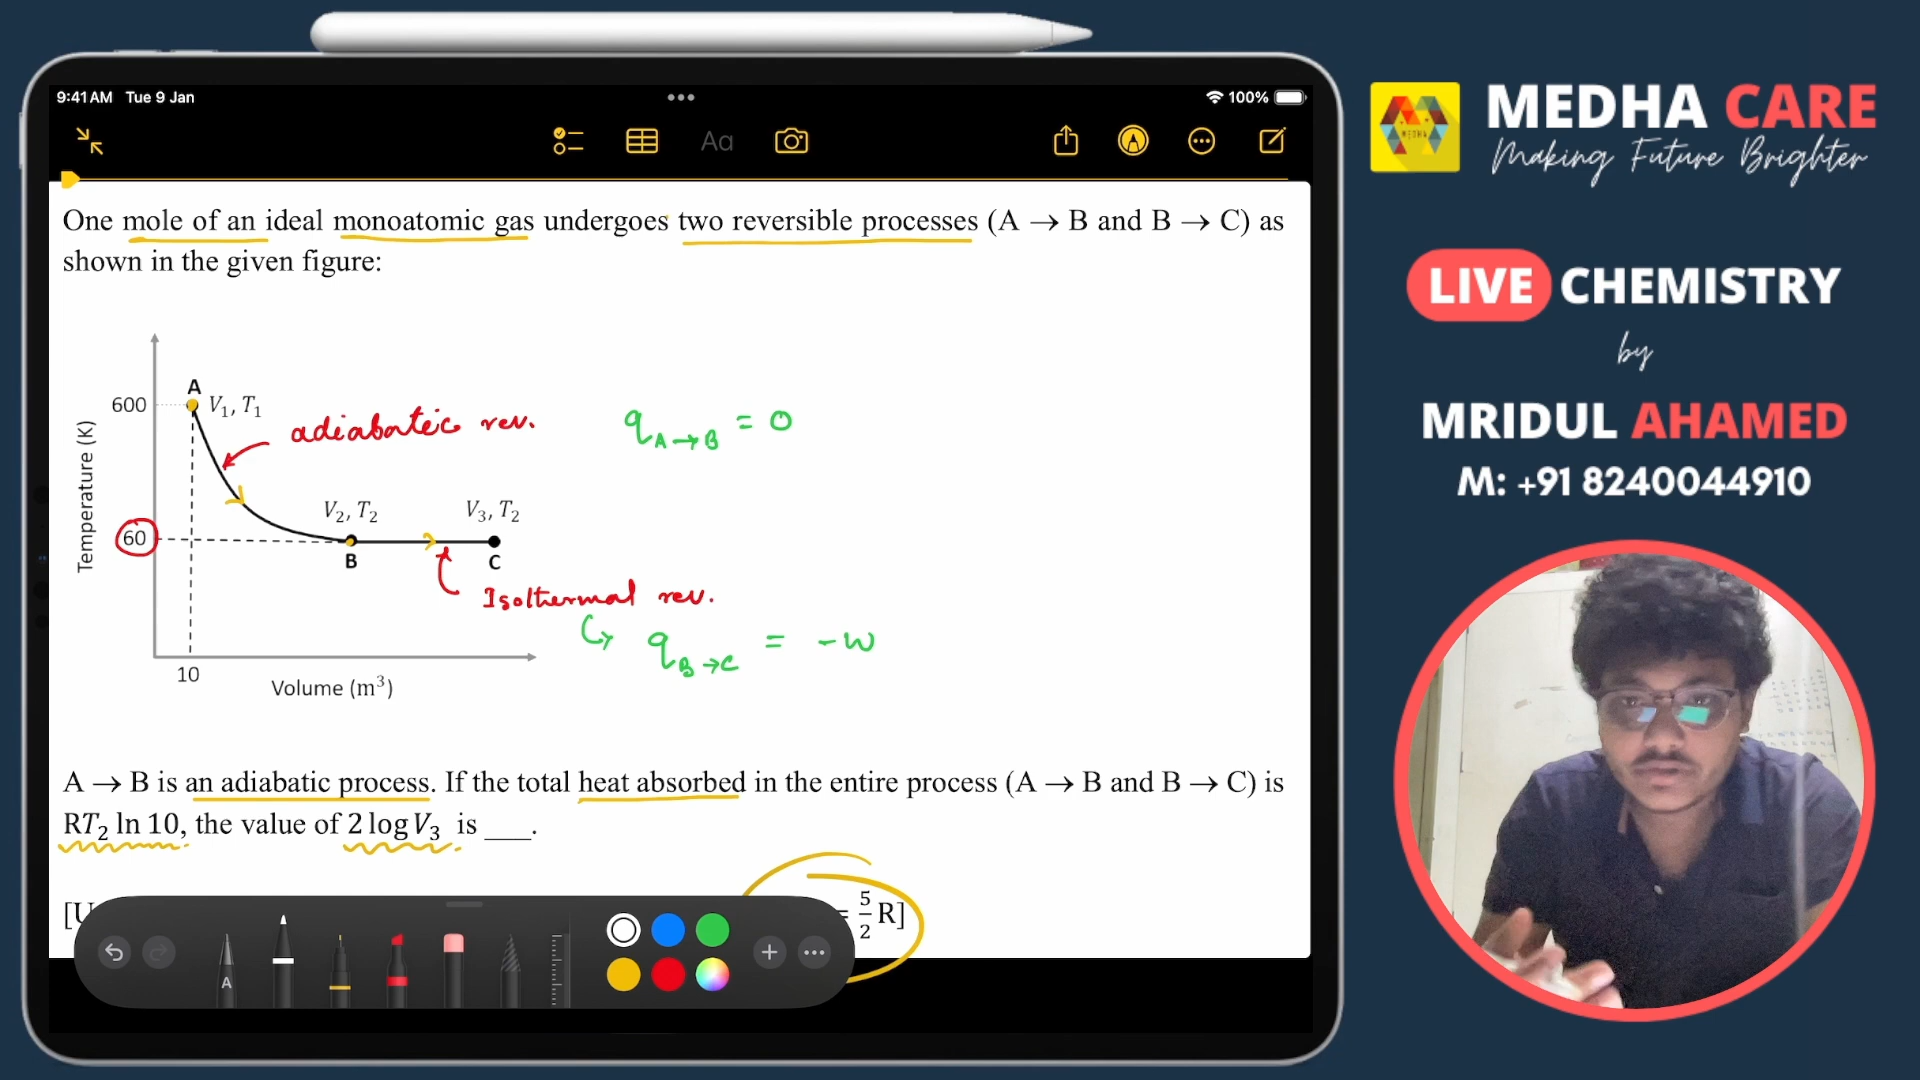 9:41 AM Tue 9 Jan
100%
Aa
One mole of an ideal monoatomic gas undergoes two reversible processes (A → B and B → C) as
shown in the given figure:
A
600
V₁, T₁
adiabatic rev.
q_A→B = 0
Temperature (K)
V₂, T₂
V₃, T₂
60
B
C
Isothermal rev.
↳ q_B→C = -w
10
Volume (m³)
A → B is an adiabatic process. If the total heat absorbed in the entire process (A → B and B → C) is
RT₂ ln 10, the value of 2 log V₃ is ___.
[U
= 5/2 R]
A
MEDHA CARE
Making Future Brighter
MEDHA
LIVE CHEMISTRY
by
MRIDUL AHAMED
M: +91 8240044910